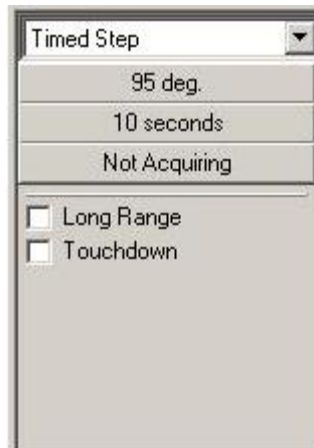 Timed Step
95 deg.
10 seconds
Not Acquiring
Long Range
Touchdown